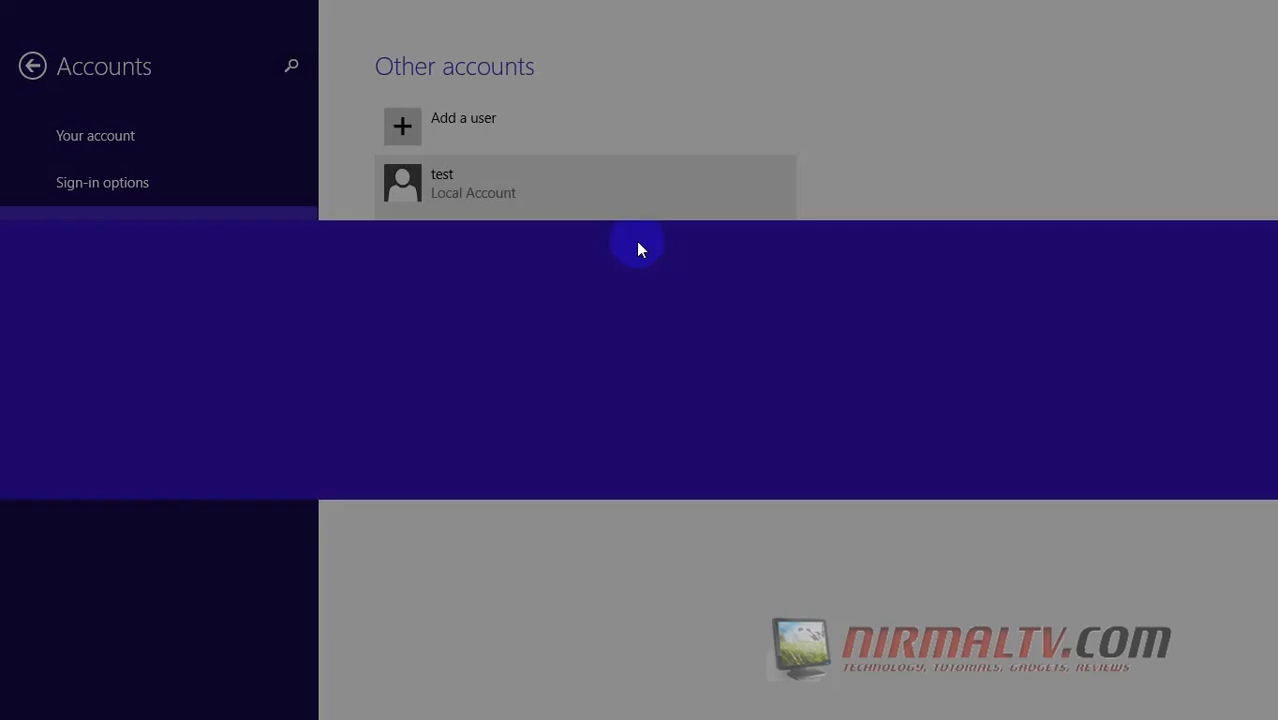 Accounts
Your account
Sign-in options
Other accounts
Add a user
test
Local Account
NIRMALTV.COM
TECHNOLOGY, TUTORIALS, GADGETS, REVIEWS